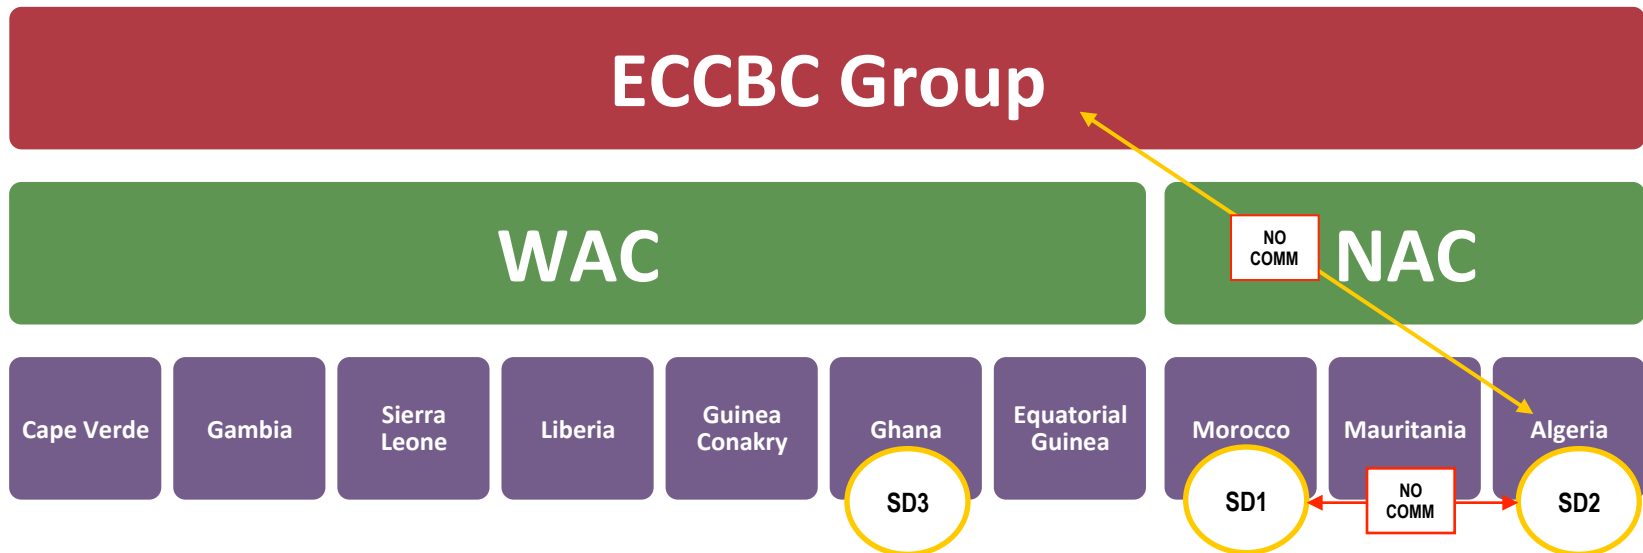 ECCBC Group
WAC
NO
COMM
NAC
Cape Verde
Gambia
Sierra
Leone
Liberia
Guinea
Conakry
Ghana
Equatorial
Guinea
Morocco
Mauritania
Algeria
SD3
SD1
NO
COMM
SD2